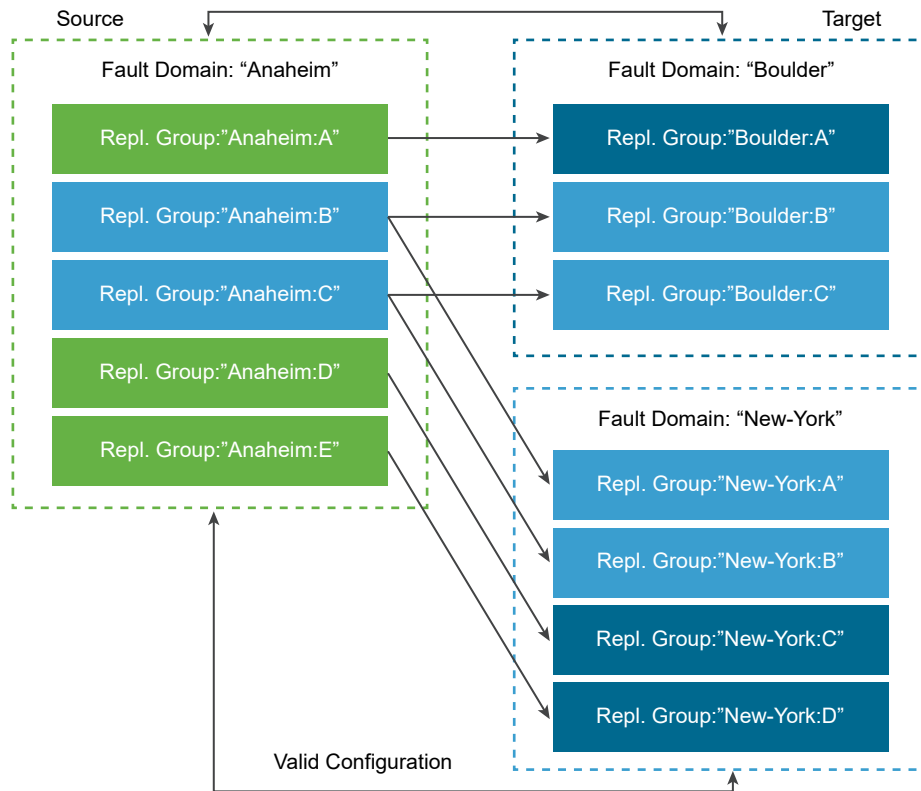 Source
Target
Fault Domain: “Anaheim”
Fault Domain: “Boulder”
Repl. Group:”Anaheim:A”
Repl. Group:”Boulder:A”
Repl. Group:”Anaheim:B”
Repl. Group:”Boulder:B”
Repl. Group:”Anaheim:C”
Repl. Group:”Boulder:C”
Repl. Group:”Anaheim:D”
Fault Domain: “New-York”
Repl. Group:”Anaheim:E”
Repl. Group:”New-York:A”
Repl. Group:”New-York:B”
Repl. Group:”New-York:C”
Repl. Group:”New-York:D”
Valid Configuration